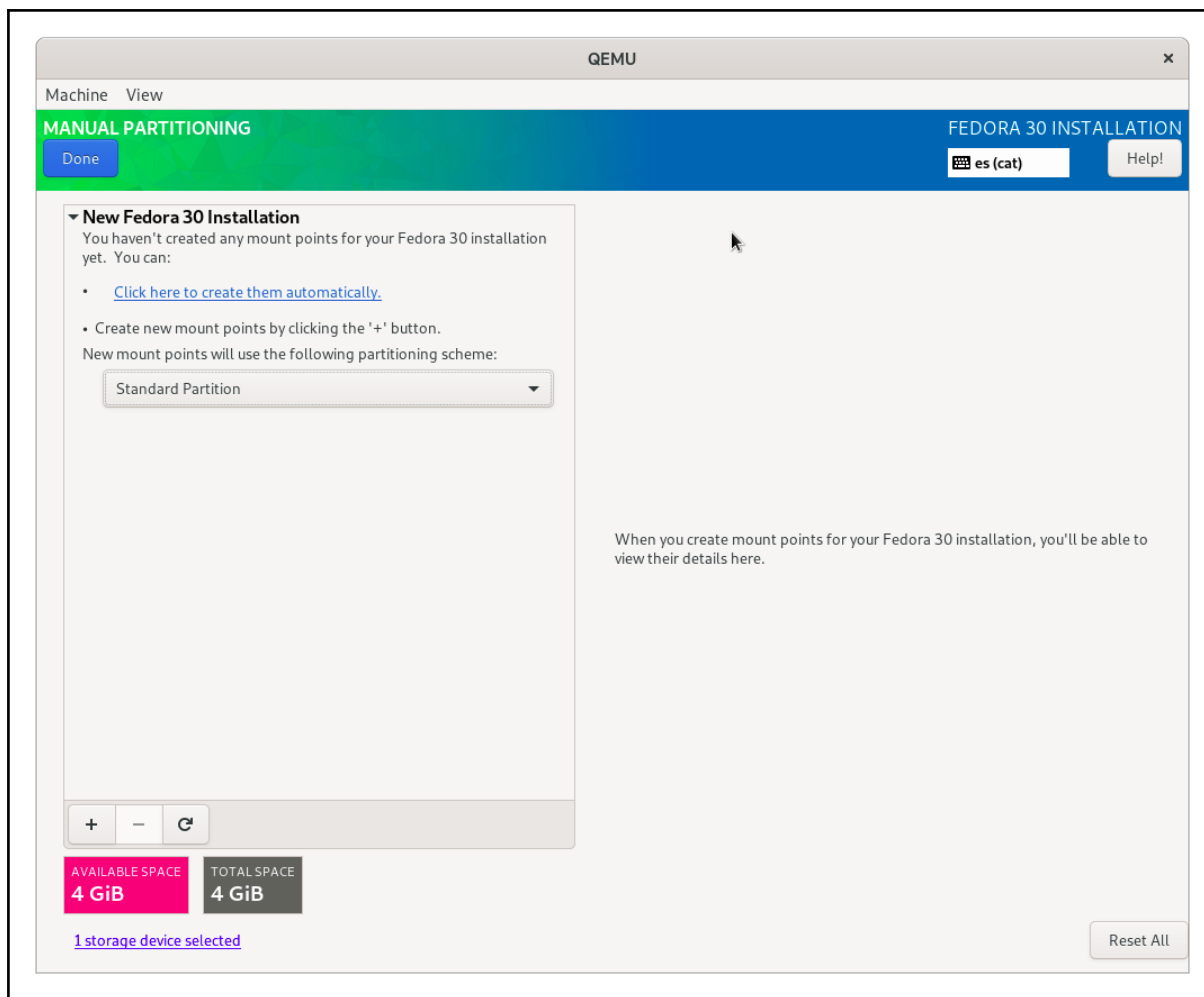 QEMU
×
Machine View
MANUAL PARTITIONING
FEDORA 30 INSTALLATION
Done
es (cat)
Help!
New Fedora 30 Installation
You haven't created any mount points for your Fedora 30 installation
yet. You can:
• Click here to create them automatically.
• Create new mount points by clicking the '+' button.
New mount points will use the following partitioning scheme:
Standard Partition
When you create mount points for your Fedora 30 installation, you'll be able to
view their details here.
+ −
AVAILABLE SPACE
4 GiB
TOTAL SPACE
4 GiB
1 storage device selected
Reset All